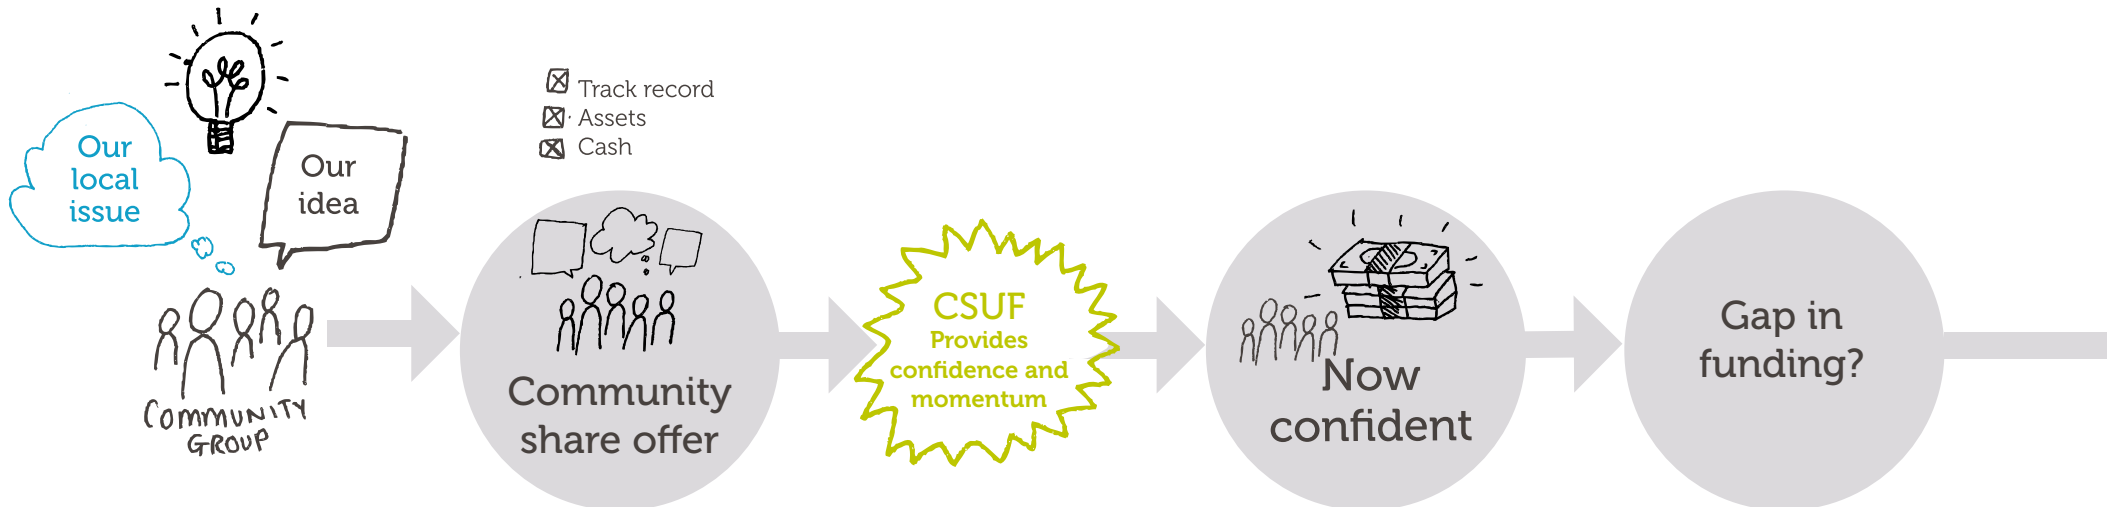 Our
local
issue
Our
idea
COMMUNITY
GROUP
Track record
Assets
Cash
Community
share offer
CSUF
Provides
confidence and
momentum
Now
confident
Gap in
funding?